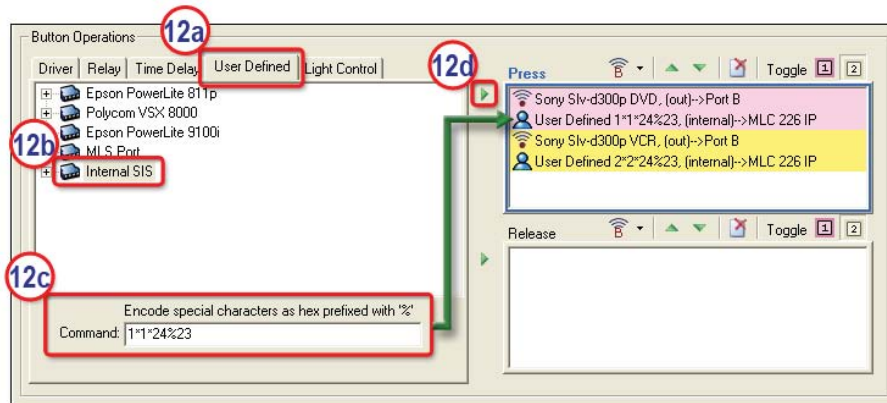 Button Operations
12a
Driver Relay Time Delay User Defined Light Control
12d
Press B Toggle 1 2
Epson PowerLite 811p
Polycom VSX 8000
Epson PowerLite 9100i
MLS Port
12b
Internal SIS
Sony Slv-d300p DVD, (out)-->Port B
User Defined 1*1*24%23, (internal)-->MLC 226 IP
Sony Slv-d300p VCR, (out)-->Port B
User Defined 2*2*24%23, (internal)-->MLC 226 IP
Release B Toggle 1 2
12c
Encode special characters as hex prefixed with '%'
Command: 1*1*24%23